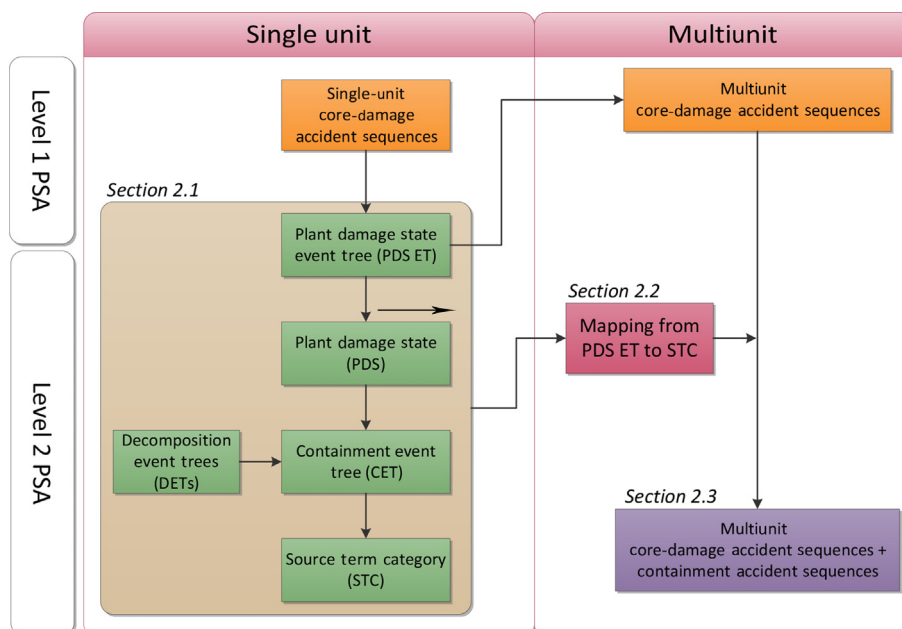 Single unit
Multiunit
Level 1 PSA
Single-unit
core-damage
accident sequences
Multiunit
core-damage accident sequences
Section 2.1
Plant damage state
event tree (PDS ET)
Level 2 PSA
Section 2.2
Mapping from
PDS ET to STC
Plant damage state
(PDS)
Decomposition
event trees
(DETs)
Containment event
tree (CET)
Section 2.3
Multiunit
core-damage accident sequences +
containment accident sequences
Source term category
(STC)